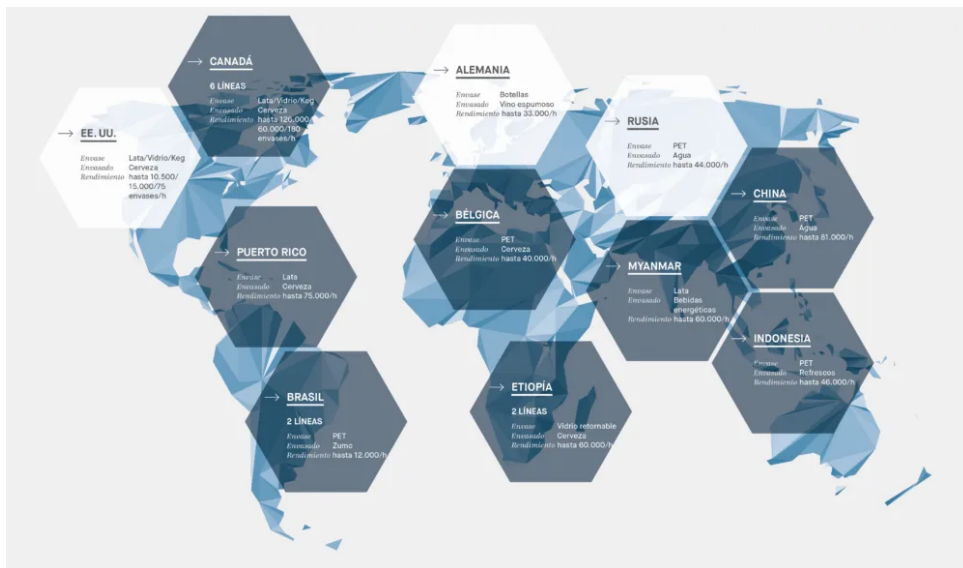 → CANADÁ
6 LÍNEAS
Envase Lata/Vidrio/Keg
Envasado Cerveza
Rendimiento hasta 126.000/
60.000/180
envases/h
→ ALEMANIA
Envase Botellas
Envasado Vino espumoso
Rendimiento hasta 33.000/h
→ EE. UU.
Envase Lata/Vidrio/Keg
Envasado Cerveza
Rendimiento hasta 10.500/
15.000/75
envases/h
→ RUSIA
Envase PET
Envasado Agua
Rendimiento hasta 44.000/h
→ CHINA
Envase PET
Envasado Agua
Rendimiento hasta 81.000/h
→ BÉLGICA
Envase PET
Envasado Cerveza
Rendimiento hasta 40.000/h
→ PUERTO RICO
Envase Lata
Envasado Cerveza
Rendimiento hasta 75.000/h
→ MYANMAR
Envase Lata
Envasado Bebidas
energéticas
Rendimiento hasta 60.000/h
→ INDONESIA
Envase PET
Envasado Refrescos
Rendimiento hasta 46.000/h
→ BRASIL
2 LÍNEAS
Envase PET
Envasado Zumo
Rendimiento hasta 12.000/h
→ ETIOPÍA
2 LÍNEAS
Envase Vidrio retornable
Envasado Cerveza
Rendimiento hasta 60.000/h